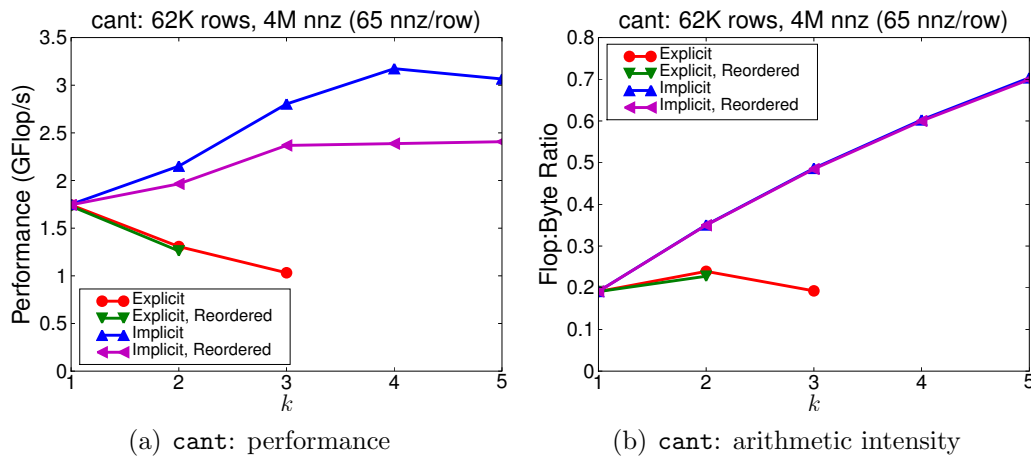 cant: 62K rows, 4M nnz (65 nnz/row)
3.5
3
2.5
2
1.5
1
0.5
0
Performance (GFlop/s)
Explicit
Explicit, Reordered
Implicit
Implicit, Reordered
1 2 3 4 5
k
(a) cant: performance
cant: 62K rows, 4M nnz (65 nnz/row)
0.8
0.7
0.6
0.5
0.4
0.3
0.2
0.1
0
Flop:Byte Ratio
Explicit
Explicit, Reordered
Implicit
Implicit, Reordered
1 2 3 4 5
k
(b) cant: arithmetic intensity